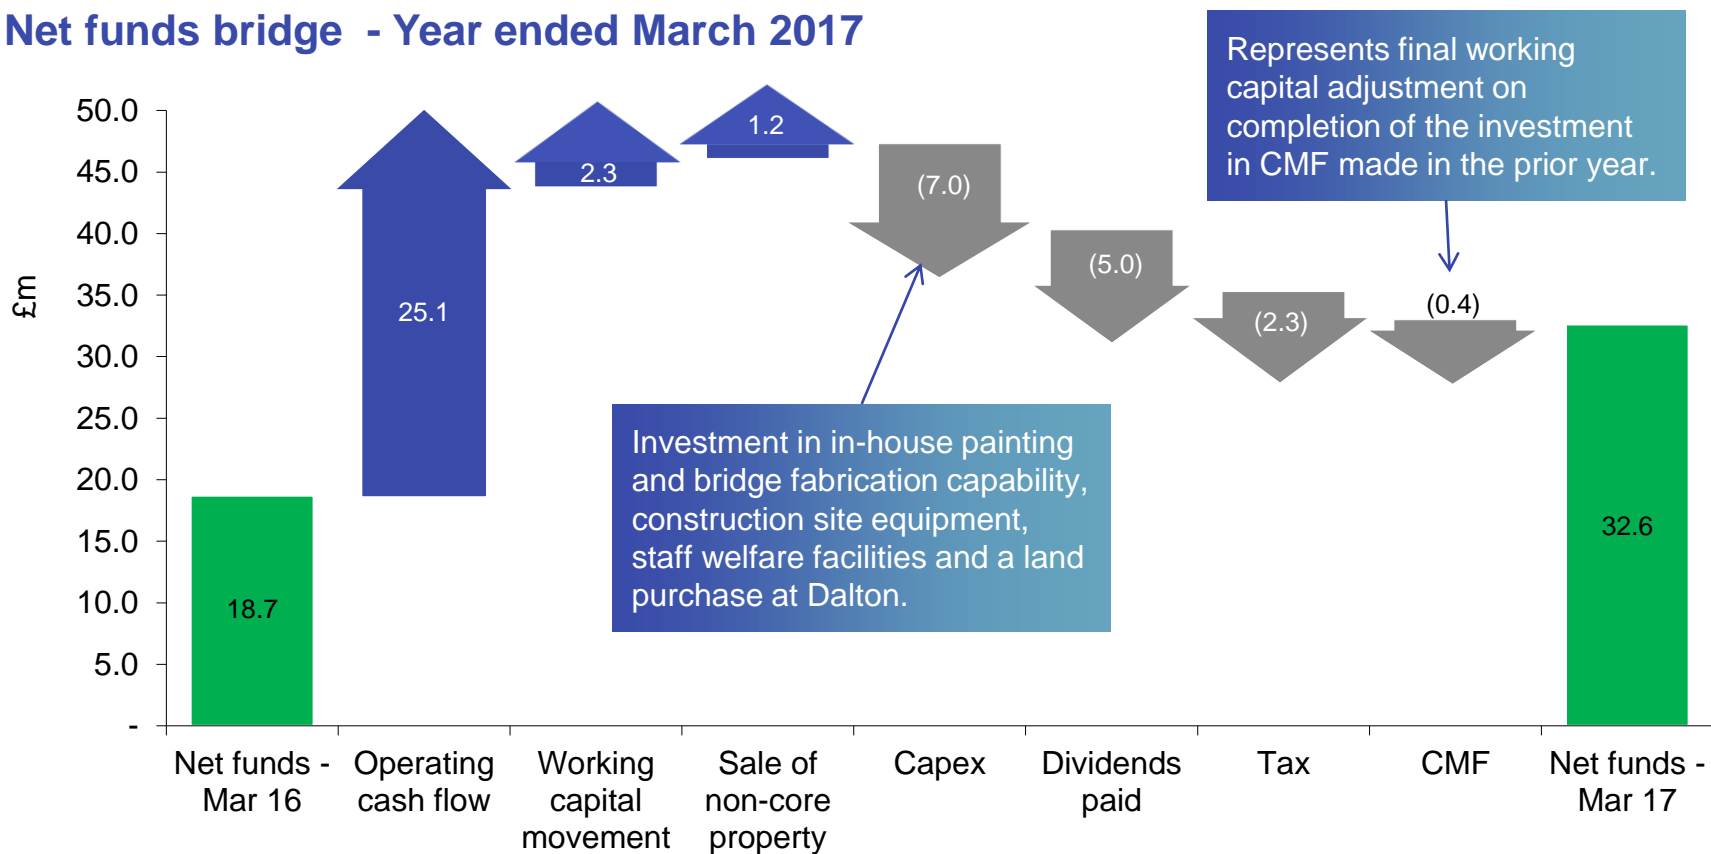 Net funds bridge - Year ended March 2017
Represents final working
capital adjustment on
completion of the investment
in CMF made in the prior year.
£m
50.0
45.0
40.0
35.0
30.0
25.0
20.0
15.0
10.0
5.0
-
18.7
25.1
2.3
1.2
(7.0)
(5.0)
(2.3)
(0.4)
32.6
Investment in in-house painting
and bridge fabrication capability,
construction site equipment,
staff welfare facilities and a land
purchase at Dalton.
Net funds -
Mar 16
Operating
cash flow
Working
capital
movement
Sale of
non-core
property
Capex
Dividends
paid
Tax
CMF
Net funds -
Mar 17